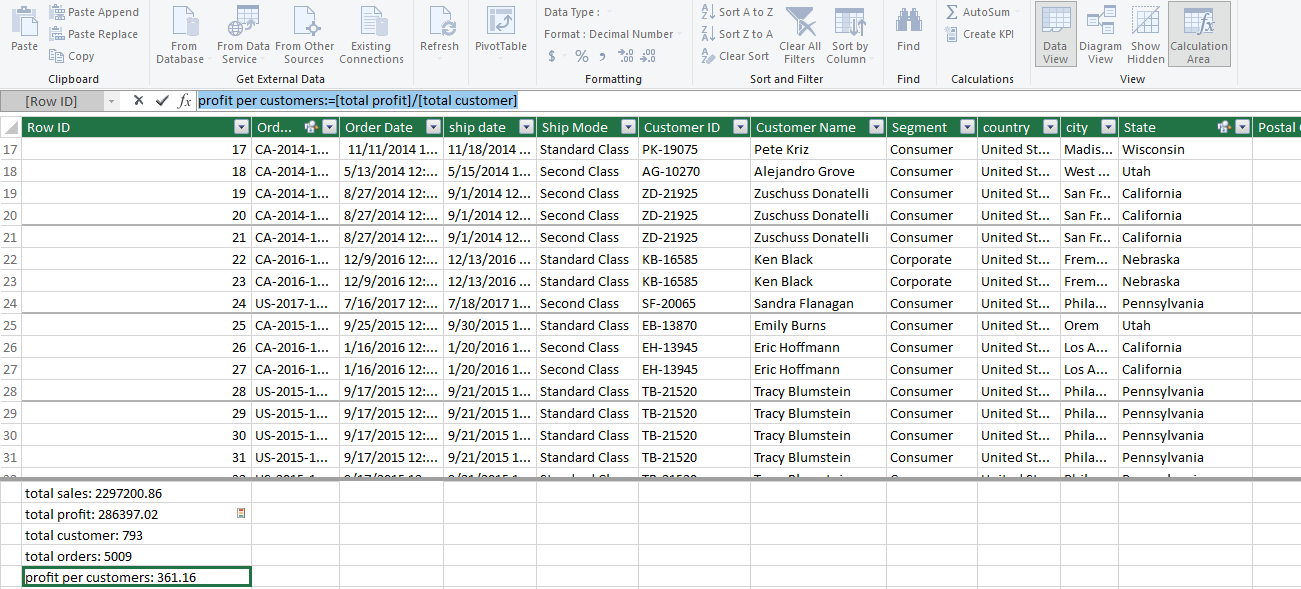 Paste
Paste Append
Paste Replace
Copy
Clipboard
From Database
From Data Service
From Other Sources
Existing Connections
Get External Data
Refresh
PivotTable
Data Type :
Format : Decimal Number
$ % ,
Formatting
Sort A to Z
Sort Z to A
Clear Sort
Clear All Filters
Sort by Column
Sort and Filter
Find
Find
AutoSum
Create KPI
Calculations
Data View
Diagram View
Show Hidden
Calculation Area
View
[Row ID] fx profit per customers:=[total profit]/[total customer]
Row ID Ord... Order Date ship date Ship Mode Customer ID Customer Name Segment country city State Postal
17 17 CA-2014-1... 11/11/2014 1... 11/18/2014 ... Standard Class PK-19075 Pete Kriz Consumer United St... Madis... Wisconsin
18 18 CA-2014-1... 5/13/2014 12:... 5/15/2014 1... Second Class AG-10270 Alejandro Grove Consumer United St... West ... Utah
19 19 CA-2014-1... 8/27/2014 12:... 9/1/2014 12... Second Class ZD-21925 Zuschuss Donatelli Consumer United St... San Fr... California
20 20 CA-2014-1... 8/27/2014 12:... 9/1/2014 12... Second Class ZD-21925 Zuschuss Donatelli Consumer United St... San Fr... California
21 21 CA-2014-1... 8/27/2014 12:... 9/1/2014 12... Second Class ZD-21925 Zuschuss Donatelli Consumer United St... San Fr... California
22 22 CA-2016-1... 12/9/2016 12:... 12/13/2016 ... Standard Class KB-16585 Ken Black Corporate United St... Frem... Nebraska
23 23 CA-2016-1... 12/9/2016 12:... 12/13/2016 ... Standard Class KB-16585 Ken Black Corporate United St... Frem... Nebraska
24 24 US-2017-1... 7/16/2017 12:... 7/18/2017 1... Second Class SF-20065 Sandra Flanagan Consumer United St... Phila... Pennsylvania
25 25 CA-2015-1... 9/25/2015 12:... 9/30/2015 1... Standard Class EB-13870 Emily Burns Consumer United St... Orem Utah
26 26 CA-2016-1... 1/16/2016 12:... 1/20/2016 1... Second Class EH-13945 Eric Hoffmann Consumer United St... Los A... California
27 27 CA-2016-1... 1/16/2016 12:... 1/20/2016 1... Second Class EH-13945 Eric Hoffmann Consumer United St... Los A... California
28 28 US-2015-1... 9/17/2015 12:... 9/21/2015 1... Standard Class TB-21520 Tracy Blumstein Consumer United St... Phila... Pennsylvania
29 29 US-2015-1... 9/17/2015 12:... 9/21/2015 1... Standard Class TB-21520 Tracy Blumstein Consumer United St... Phila... Pennsylvania
30 30 US-2015-1... 9/17/2015 12:... 9/21/2015 1... Standard Class TB-21520 Tracy Blumstein Consumer United St... Phila... Pennsylvania
31 31 US-2015-1... 9/17/2015 12:... 9/21/2015 1... Standard Class TB-21520 Tracy Blumstein Consumer United St... Phila... Pennsylvania
total sales: 2297200.86
total profit: 286397.02
total customer: 793
total orders: 5009
profit per customers: 361.16